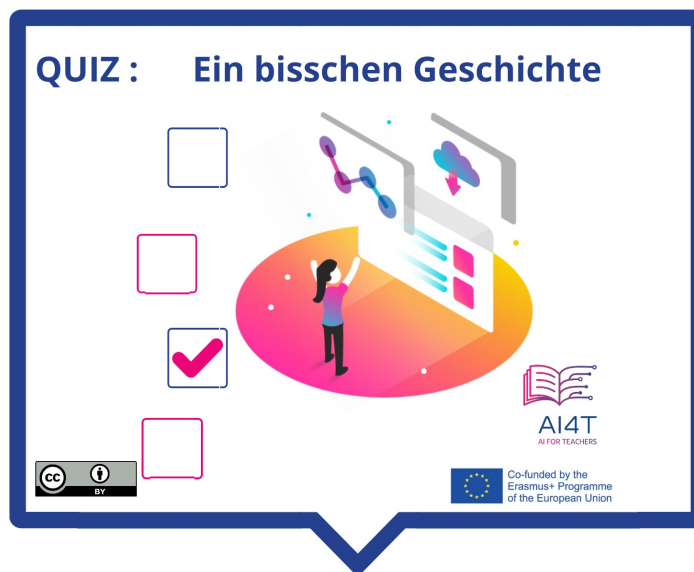 QUIZ : Ein bisschen Geschichte
AI4T
AI FOR TEACHERS
cc
BY
Co-funded by the
Erasmus+ Programme
of the European Union